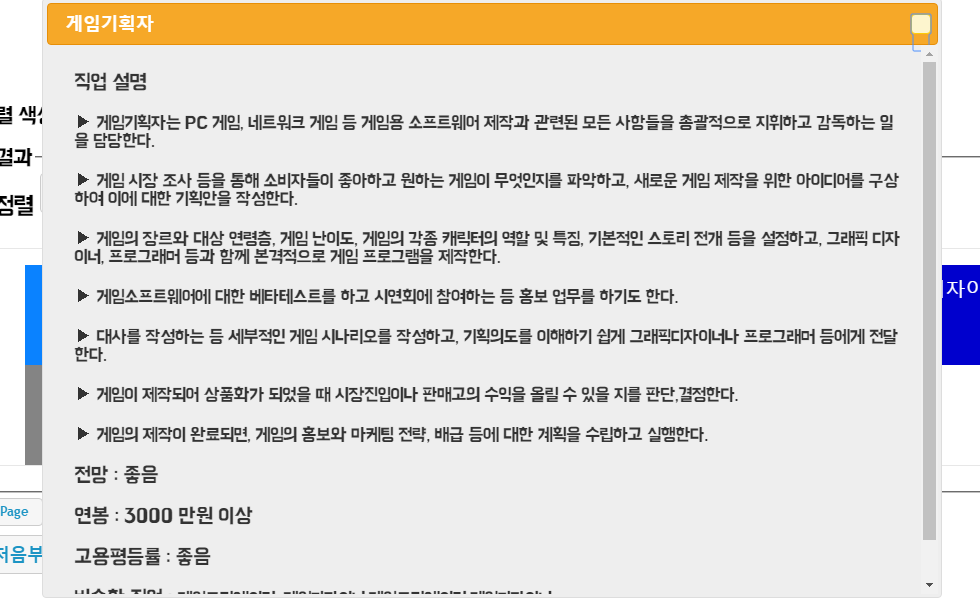 게임기획자
직업 설명
렬 색상
▶ 게임기획자는 PC 게임, 네트워크 게임 등 게임용 소프트웨어 제작과 관련된 모든 사항들을 총괄적으로 지휘하고 감독하는 일
을 담당한다.
결과
▶ 게임 시장 조사 등을 통해 소비자들이 좋아하고 원하는 게임이 무엇인지를 파악하고, 새로운 게임 제작을 위한 아이디어를 구상
하여 이에 대한 기획안을 작성한다.
정렬
▶ 게임의 장르와 대상 연령층, 게임 난이도, 게임의 각종 캐릭터의 역할 및 특징, 기본적인 스토리 전개 등을 설정하고, 그래픽 디자
이너, 프로그래머 등과 함께 본격적으로 게임 프로그램을 제작한다.
자이
▶ 게임소프트웨어에 대한 베타테스트를 하고 시연회에 참여하는 등 홍보 업무를 하기도 한다.
▶ 대사를 작성하는 등 세부적인 게임 시나리오를 작성하고, 기획의도를 이해하기 쉽게 그래픽디자이너나 프로그래머 등에게 전달
한다.
▶ 게임이 제작되어 상품화가 되었을 때 시장진입이나 판매고의 수익을 올릴 수 있을 지를 판단,결정한다.
▶ 게임의 제작이 완료되면, 게임의 홍보와 마케팅 전략, 배급 등에 대한 계획을 수립하고 실행한다.
전망 : 좋음
Page
연봉 : 3000 만원 이상
처음부
고용평등률 : 좋음